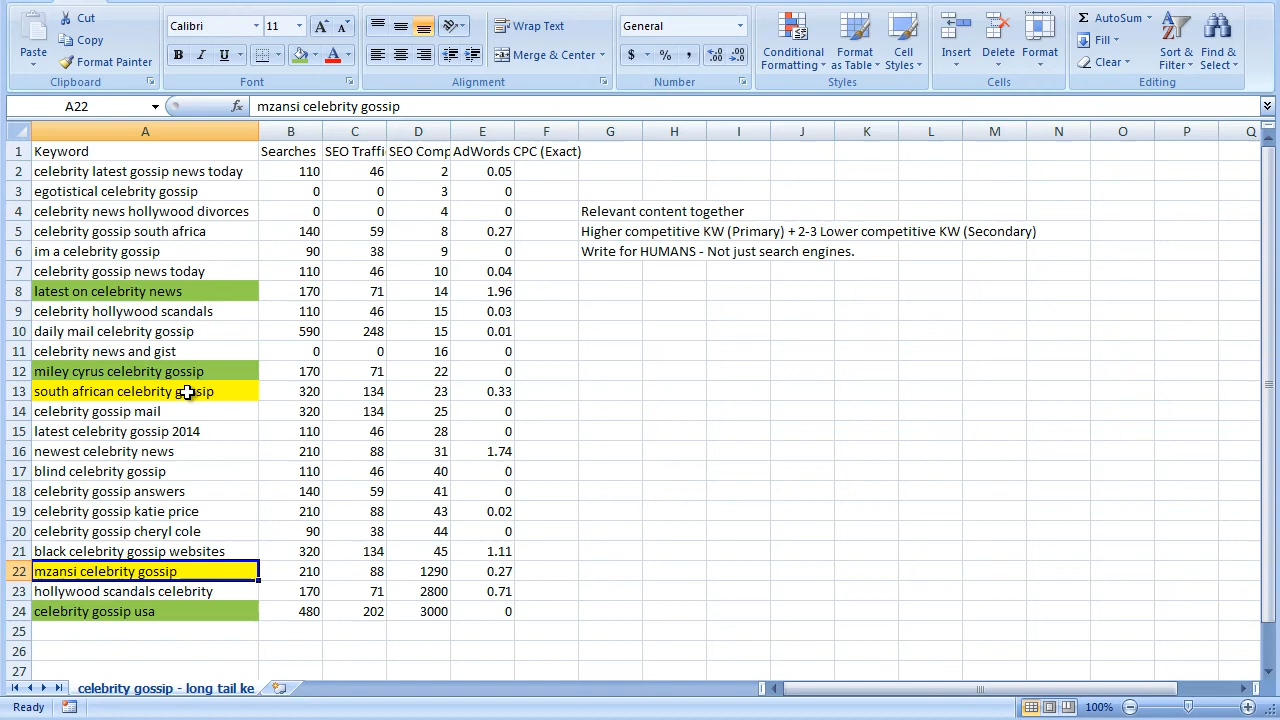 Cut
Copy
Format Painter
Paste
Clipboard
Calibri 11
B I U
Font
Wrap Text
Merge & Center
Alignment
General
$ % ,
Number
Conditional Formatting
Format as Table
Cell Styles
Styles
Insert Delete Format
Cells
Σ AutoSum
Fill
Clear
Sort & Filter
Find & Select
Editing
A22 fx mzansi celebrity gossip
A B C D E F G H I J K L M N O P Q
1 Keyword Searches SEO Traffi SEO Comp AdWords CPC (Exact)
2 celebrity latest gossip news today 110 46 2 0.05
3 egotistical celebrity gossip 0 0 3 0
4 celebrity news hollywood divorces 0 0 4 0 Relevant content together
5 celebrity gossip south africa 140 59 8 0.27 Higher competitive KW (Primary) + 2-3 Lower competitive KW (Secondary)
6 im a celebrity gossip 90 38 9 0 Write for HUMANS - Not just search engines.
7 celebrity gossip news today 110 46 10 0.04
8 latest on celebrity news 170 71 14 1.96
9 celebrity hollywood scandals 110 46 15 0.03
10 daily mail celebrity gossip 590 248 15 0.01
11 celebrity news and gist 0 0 16 0
12 miley cyrus celebrity gossip 170 71 22 0
13 south african celebrity gossip 320 134 23 0.33
14 celebrity gossip mail 320 134 25 0
15 latest celebrity gossip 2014 110 46 28 0
16 newest celebrity news 210 88 31 1.74
17 blind celebrity gossip 110 46 40 0
18 celebrity gossip answers 140 59 41 0
19 celebrity gossip katie price 210 88 43 0.02
20 celebrity gossip cheryl cole 90 38 44 0
21 black celebrity gossip websites 320 134 45 1.11
22 mzansi celebrity gossip 210 88 1290 0.27
23 hollywood scandals celebrity 170 71 2800 0.71
24 celebrity gossip usa 480 202 3000 0
25
26
27
celebrity gossip - long tail ke
Ready 100%